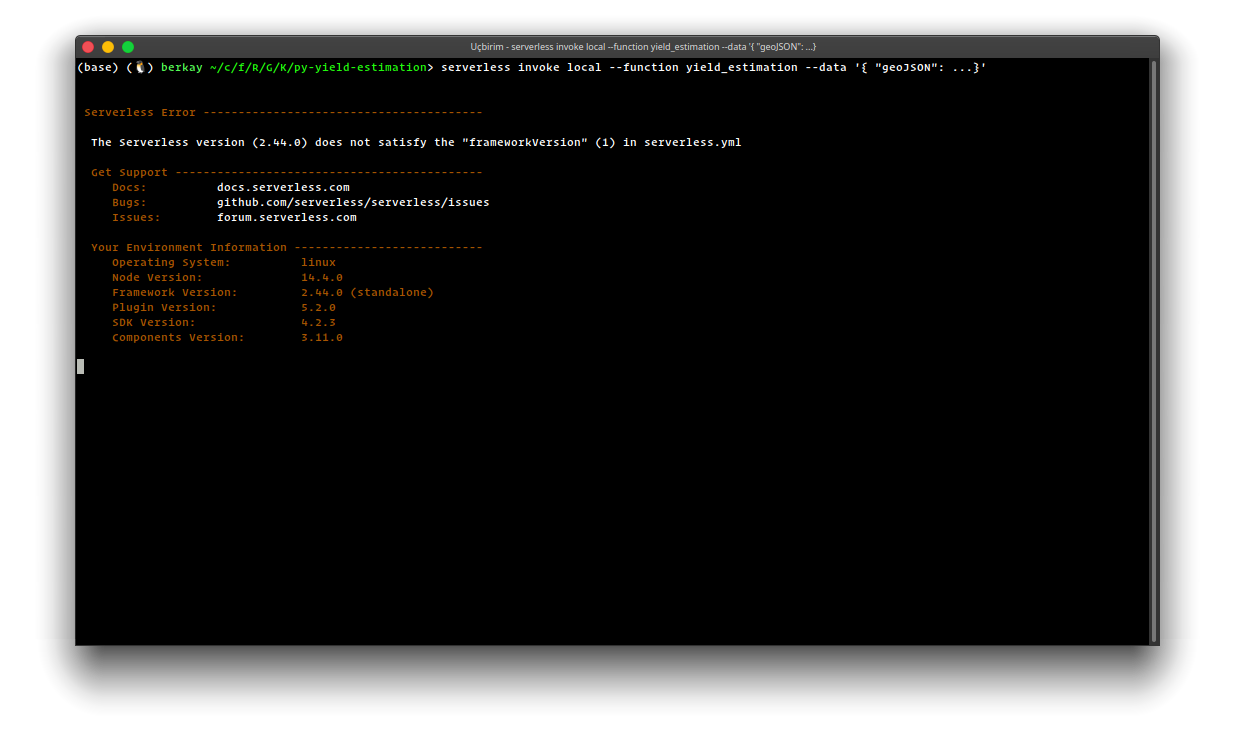 Uçbirim - serverless invoke local --function yield_estimation --data '{ "geoJSON": ...}
(base) (🐧) berkay ~/c/f/R/G/K/py-yield-estimation> serverless invoke local --function yield_estimation --data '{ "geoJSON": ...}'
Serverless Error ----------------------------------------
The Serverless version (2.44.0) does not satisfy the "frameworkVersion" (1) in serverless.yml
Get Support --------------------------------------------
Docs: docs.serverless.com
Bugs: github.com/serverless/serverless/issues
Issues: forum.serverless.com
Your Environment Information ---------------------------
Operating System: linux
Node Version: 14.4.0
Framework Version: 2.44.0 (standalone)
Plugin Version: 5.2.0
SDK Version: 4.2.3
Components Version: 3.11.0